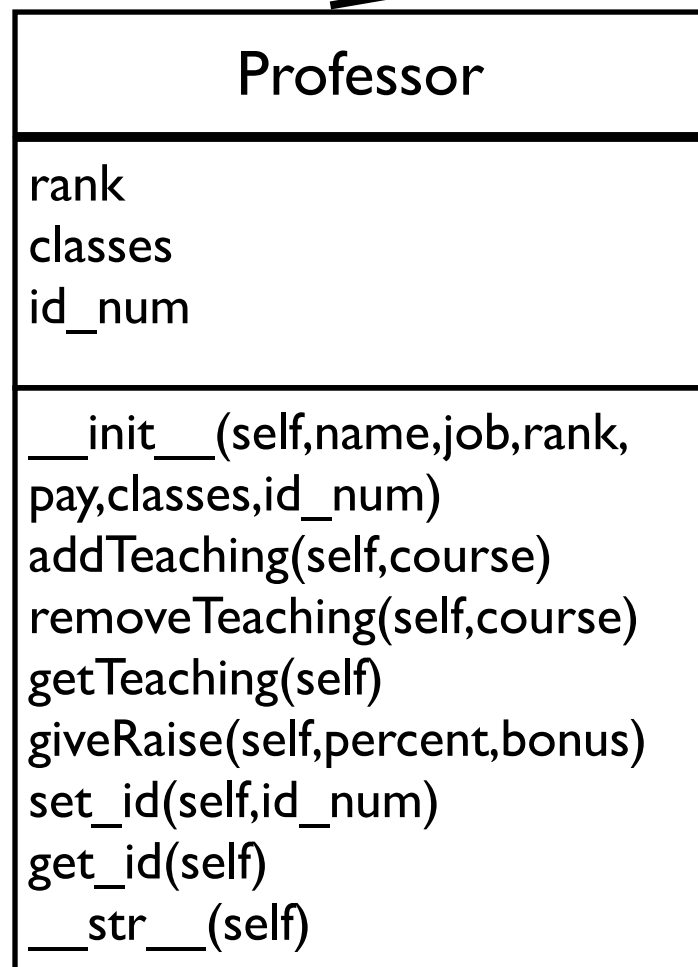 Professor
rank
classes
id_num
__init__(self,name,job,rank,
pay,classes,id_num)
addTeaching(self,course)
removeTeaching(self,course)
getTeaching(self)
giveRaise(self,percent,bonus)
set_id(self,id_num)
get_id(self)
__str__(self)